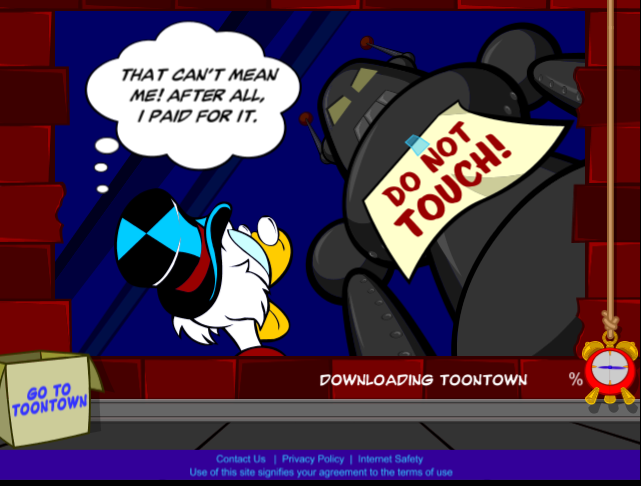 THAT CAN'T MEAN
ME! AFTER ALL,
I PAID FOR IT.
DO NOT
TOUCH!
DOWNLOADING TOONTOWN %
GO TO
TOONTOWN
Contact Us | Privacy Policy | Internet Safety
Use of this site signifies your agreement to the terms of use